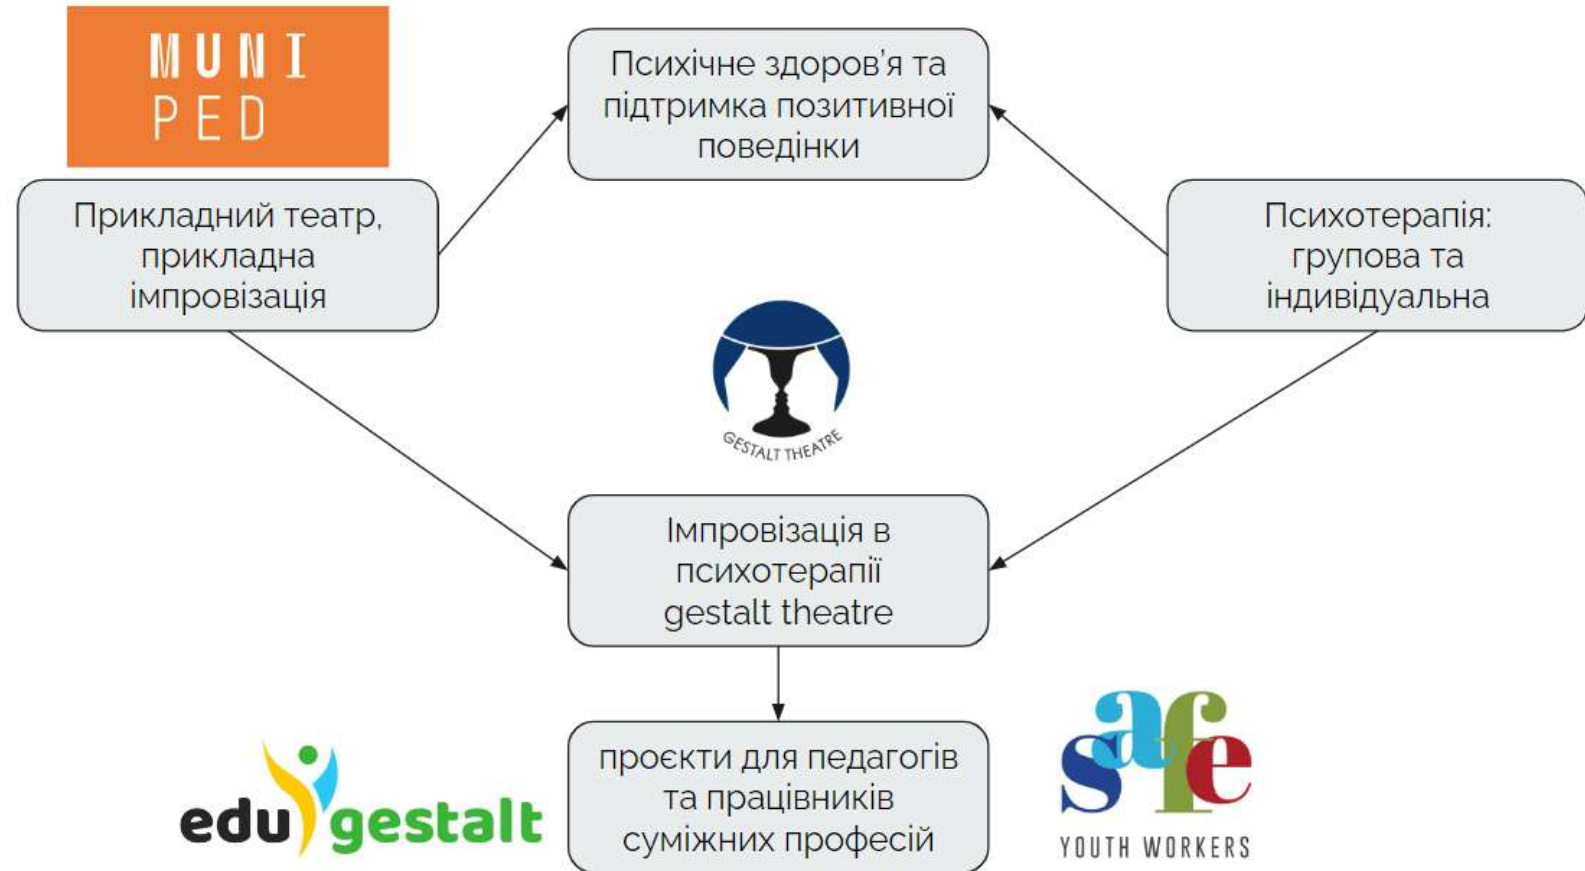 MUNI
PED
Психічне здоров’я та
підтримка позитивної
поведінки
Прикладний театр,
прикладна
імпровізація
Психотерапія:
групова та
індивідуальна
GESTALT THEATRE
Імпровізація в
психотерапії
gestalt theatre
edu gestalt
проєкти для педагогів
та працівників
суміжних професій
safe
YOUTH WORKERS